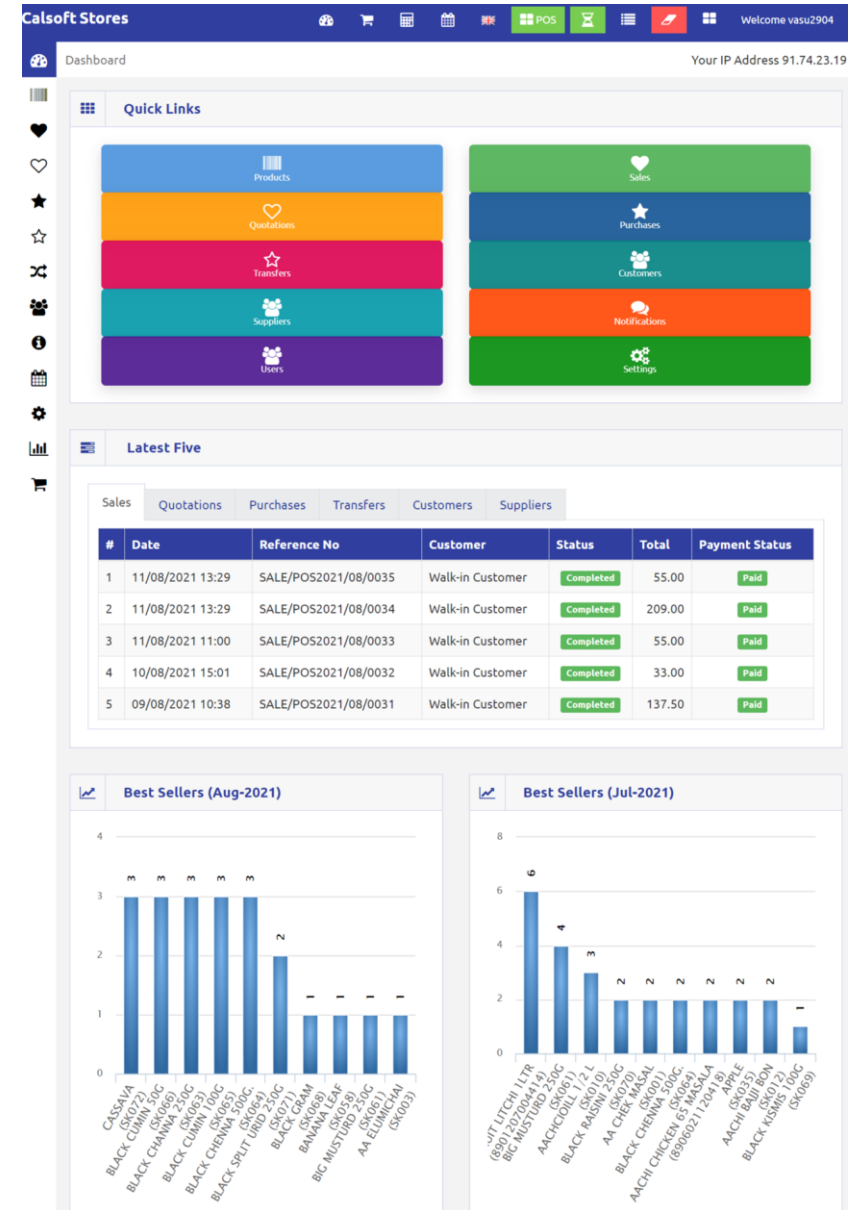 Calsoft Stores
POS
Welcome vasu2904
Dashboard
Your IP Address 91.74.23.19
Quick Links
Products
Sales
Quotations
Purchases
Transfers
Customers
Suppliers
Notifications
Users
Settings
Latest Five
Sales Quotations Purchases Transfers Customers Suppliers
# Date Reference No Customer Status Total Payment Status
1 11/08/2021 13:29 SALE/POS2021/08/0035 Walk-in Customer Completed 55.00 Paid
2 11/08/2021 13:29 SALE/POS2021/08/0034 Walk-in Customer Completed 209.00 Paid
3 11/08/2021 11:00 SALE/POS2021/08/0033 Walk-in Customer Completed 55.00 Paid
4 10/08/2021 15:01 SALE/POS2021/08/0032 Walk-in Customer Completed 33.00 Paid
5 09/08/2021 10:38 SALE/POS2021/08/0031 Walk-in Customer Completed 137.50 Paid
Best Sellers (Aug-2021)
4
3
2
1
0
3
3
3
3
3
2
1
1
1
1
CASSAVA
(SK072)
BLACK CUMIN 50G
(SK066)
BLACK CHANNA 250G
(SK063)
BLACK CUMIN 100G
(SK065)
BLACK CHENNA 500G.
(SK064)
BLACK SPLIT URID 250G
(SK071)
BLACK GRAM
(SK068)
BANANA LEAF
(SK058)
BIG MUSTURD 250G
(SK061)
AA ELUMICHAI
(SK003)
Best Sellers (Jul-2021)
8
6
4
2
0
6
4
3
2
2
2
2
2
2
1
UIT LITCHI 1LTR
(8901207004414)
BIG MUSTURD 250G
(SK061)
AACHCIOILL 1/2 L
(SK010)
BLACK RAISINI 250G
(SK070)
AA CHEK MASAL
(SK001)
BLACK CHENNA 500G.
(SK064)
AACHI CHICKEN 65 MASALA
(8906021120418)
APPLE
(SK035)
AACHI BAJJI BON
(SK012)
BLACK KISMIS 100G
(SK069)